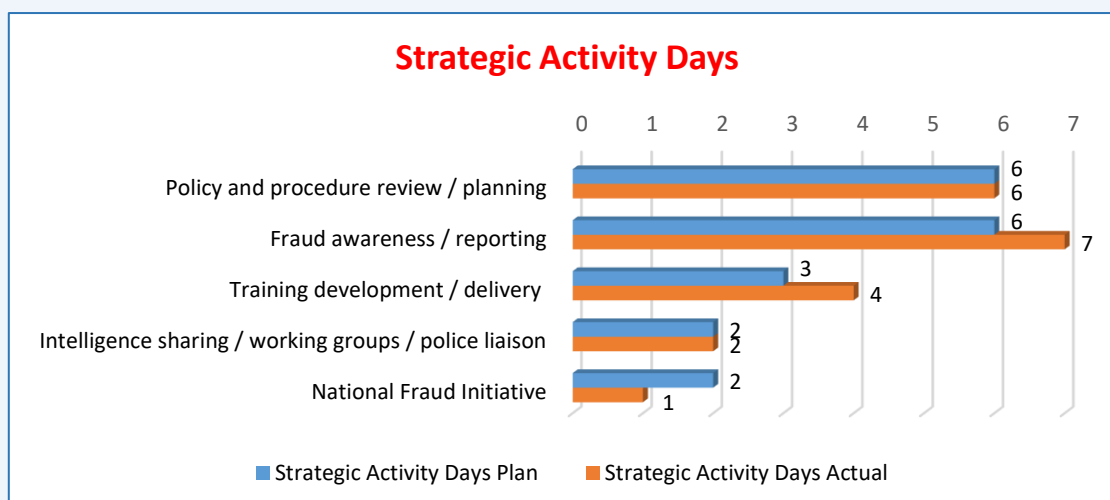 Strategic Activity Days
0 1 2 3 4 5 6 7
Policy and procedure review / planning 6
6
Fraud awareness / reporting 6
7
Training development / delivery 3
4
Intelligence sharing / working groups / police liaison 2
2
National Fraud Initiative 2
1
Strategic Activity Days Plan Strategic Activity Days Actual